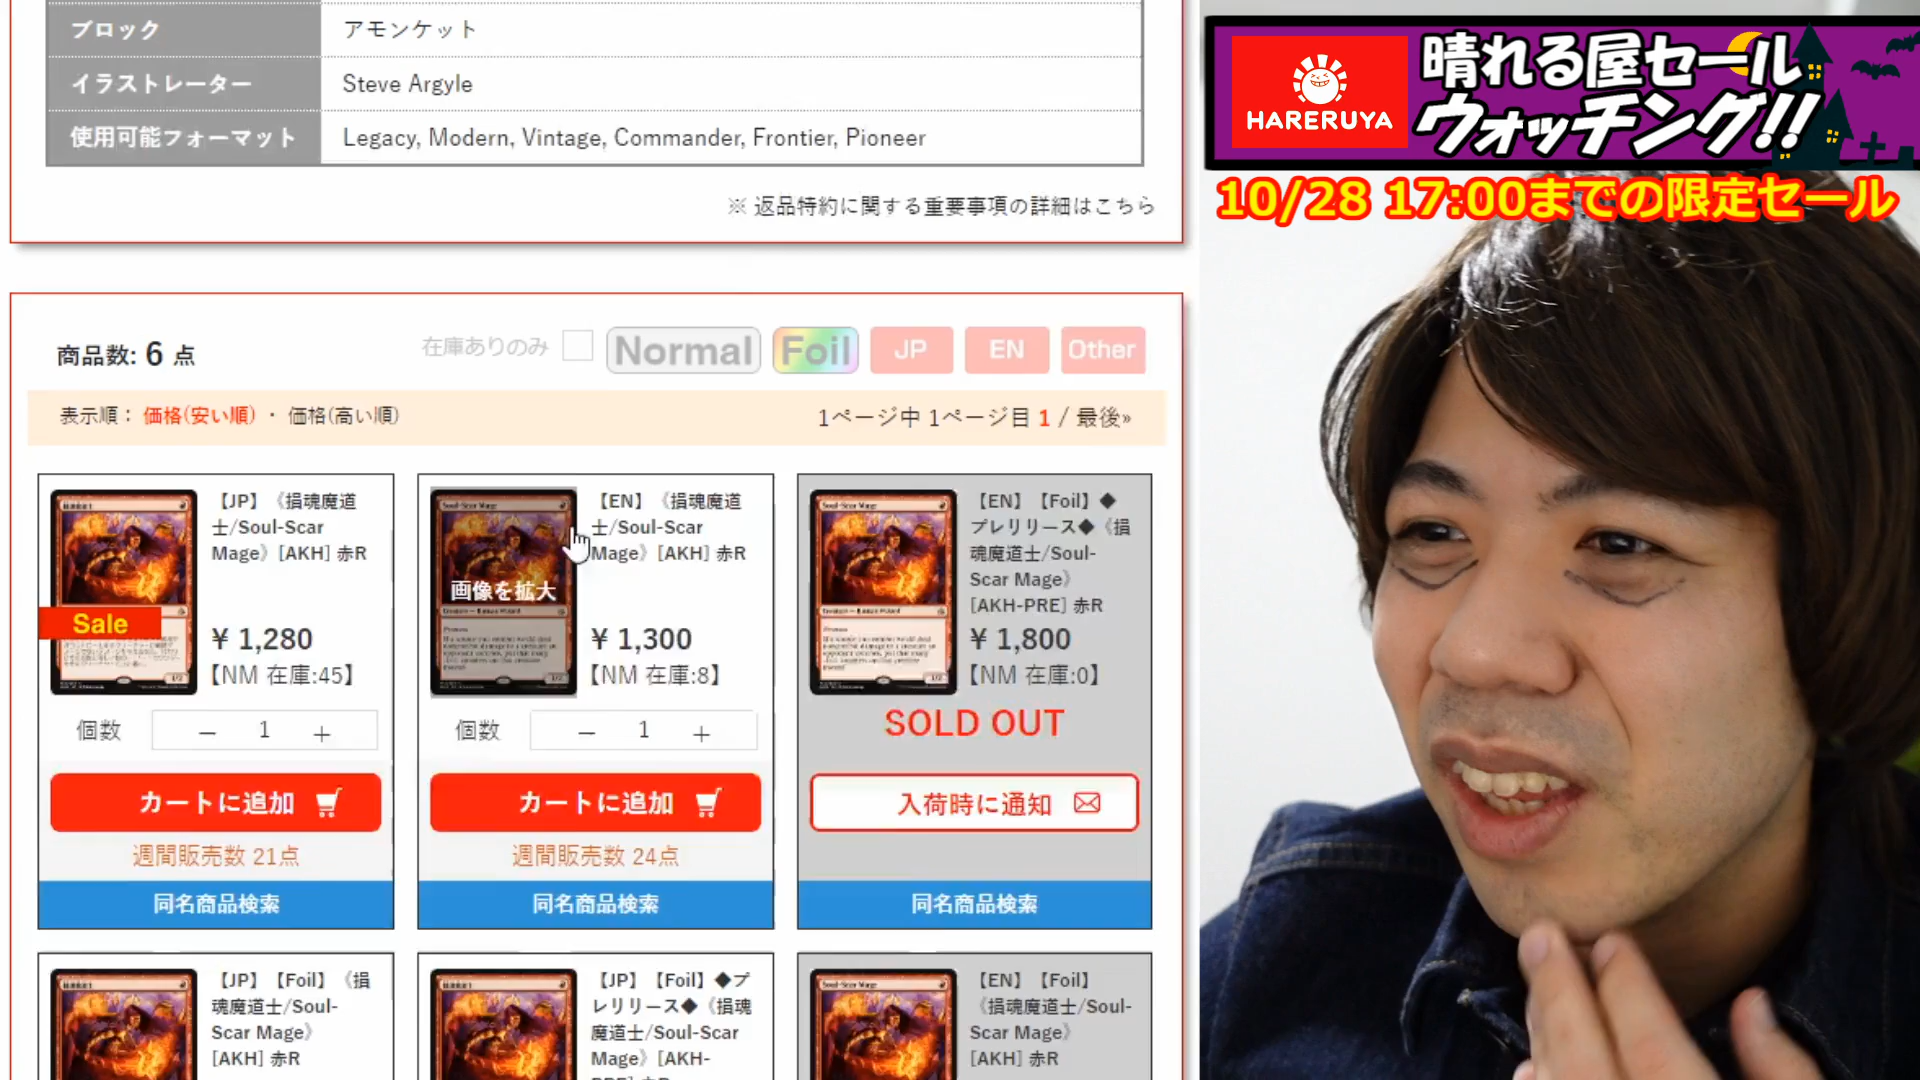 ブロック
アモンケット
イラストレーター
Steve Argyle
使用可能フォーマット
Legacy, Modern, Vintage, Commander, Frontier, Pioneer
※ 返品特約に関する重要事項の詳細はこちら
商品数: 6 点
在庫ありのみ
Normal
Foil
JP
EN
Other
表示順： 価格(安い順) ・ 価格(高い順)
1ページ中 1ページ目 1 / 最後»
【JP】《損魂魔道
士/Soul-Scar
Mage》[AKH] 赤R
Sale
¥ 1,280
【NM 在庫:45】
個数
－ 1 ＋
カートに追加
週間販売数 21点
同名商品検索
Soul-Scar Mage
画像を拡大
【EN】《損魂魔道
士/Soul-Scar
Mage》[AKH] 赤R
¥ 1,300
【NM 在庫:8】
個数
－ 1 ＋
カートに追加
週間販売数 24点
同名商品検索
Soul-Scar Mage
【EN】【Foil】◆
プレリリース◆《損
魂魔道士/Soul-
Scar Mage》
[AKH-PRE] 赤R
¥ 1,800
【NM 在庫:0】
SOLD OUT
入荷時に通知
同名商品検索
【JP】【Foil】《損
魂魔道士/Soul-
Scar Mage》
[AKH] 赤R
【JP】【Foil】◆プ
レリリース◆《損魂
魔道士/Soul-Scar
Mage》[AKH-
PRE] 赤R
Soul-Scar Mage
【EN】【Foil】
《損魂魔道士/Soul-
Scar Mage》
[AKH] 赤R
HARERUYA
晴れる屋セール
ウォッチング!!
10/28 17:00までの限定セール